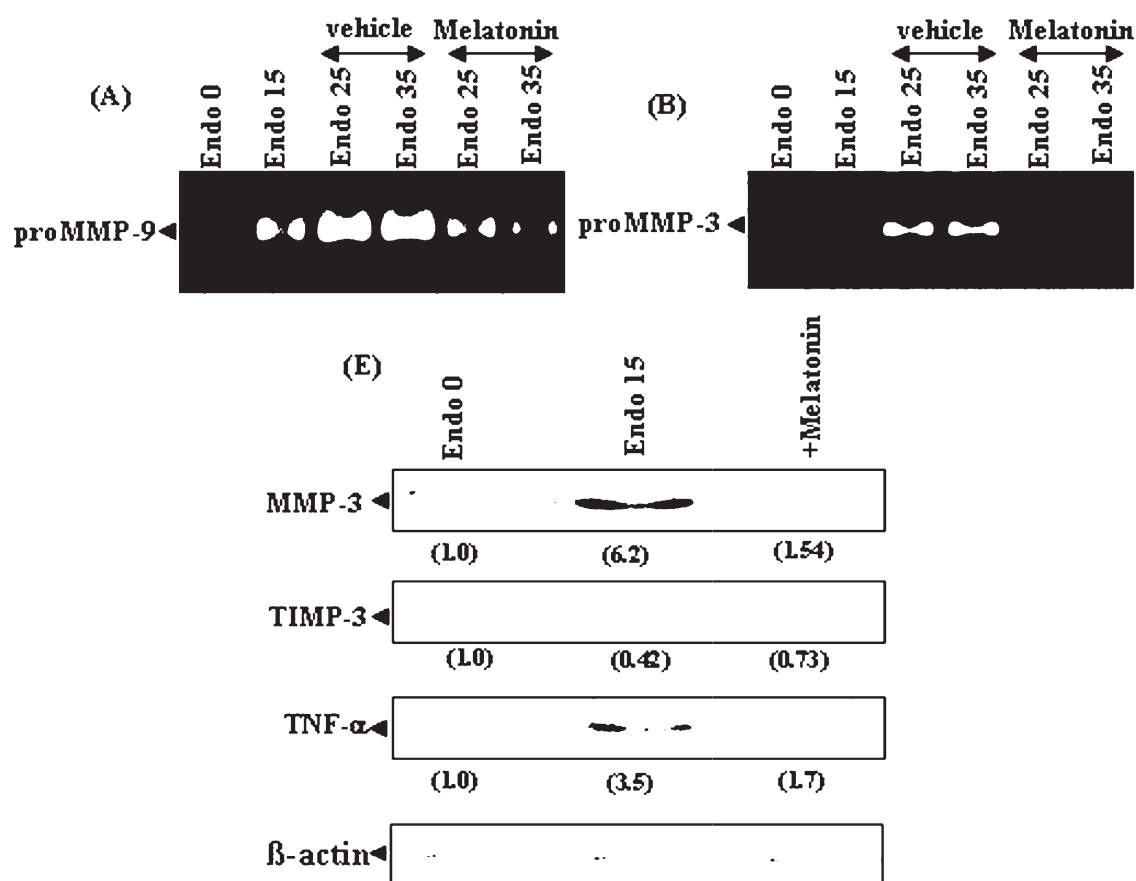 vehicle Melatonin
(A)
Endo 0 Endo 15 Endo 25 Endo 35 Endo 25 Endo 35
proMMP-9
vehicle Melatonin
(B)
Endo 0 Endo 15 Endo 25 Endo 35 Endo 25 Endo 35
proMMP-3
(E)
Endo 0 Endo 15 +Melatonin
MMP-3
(1.0) (6.2) (1.54)
TIMP-3
(1.0) (0.42) (0.73)
TNF-α
(1.0) (3.5) (1.7)
ß-actin